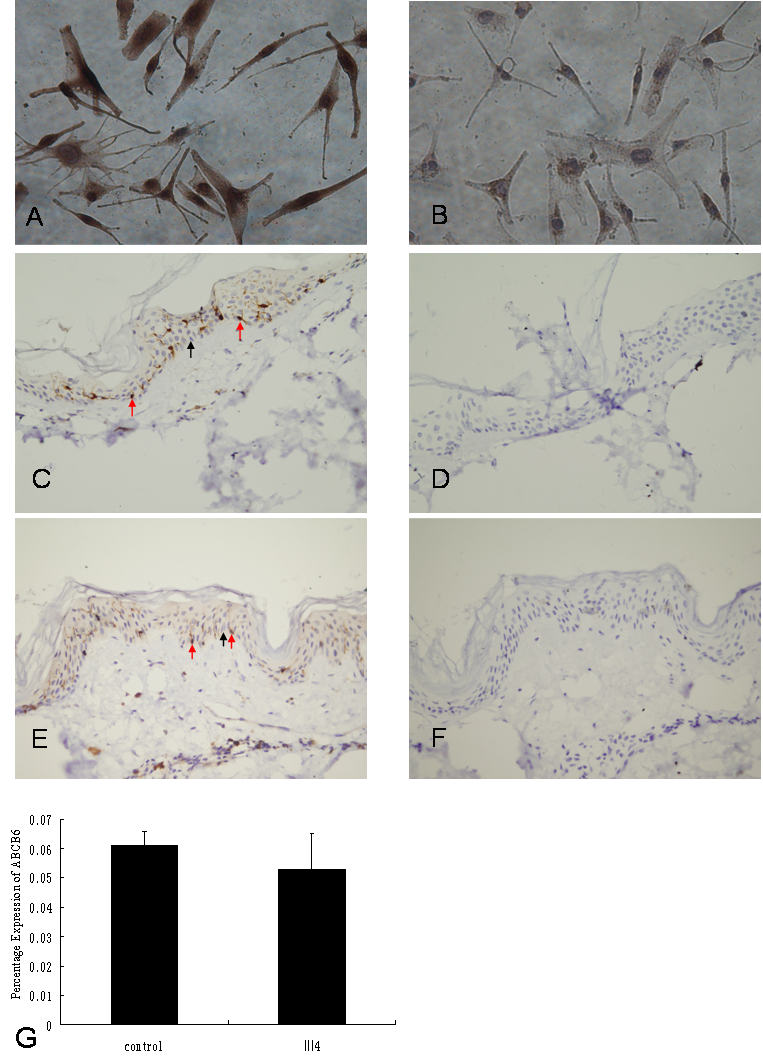 A
B
C
D
E
F
Percentage Expression of ABCB6
0.07
0.06
0.05
0.04
0.03
0.02
0.01
0
control
III4
G